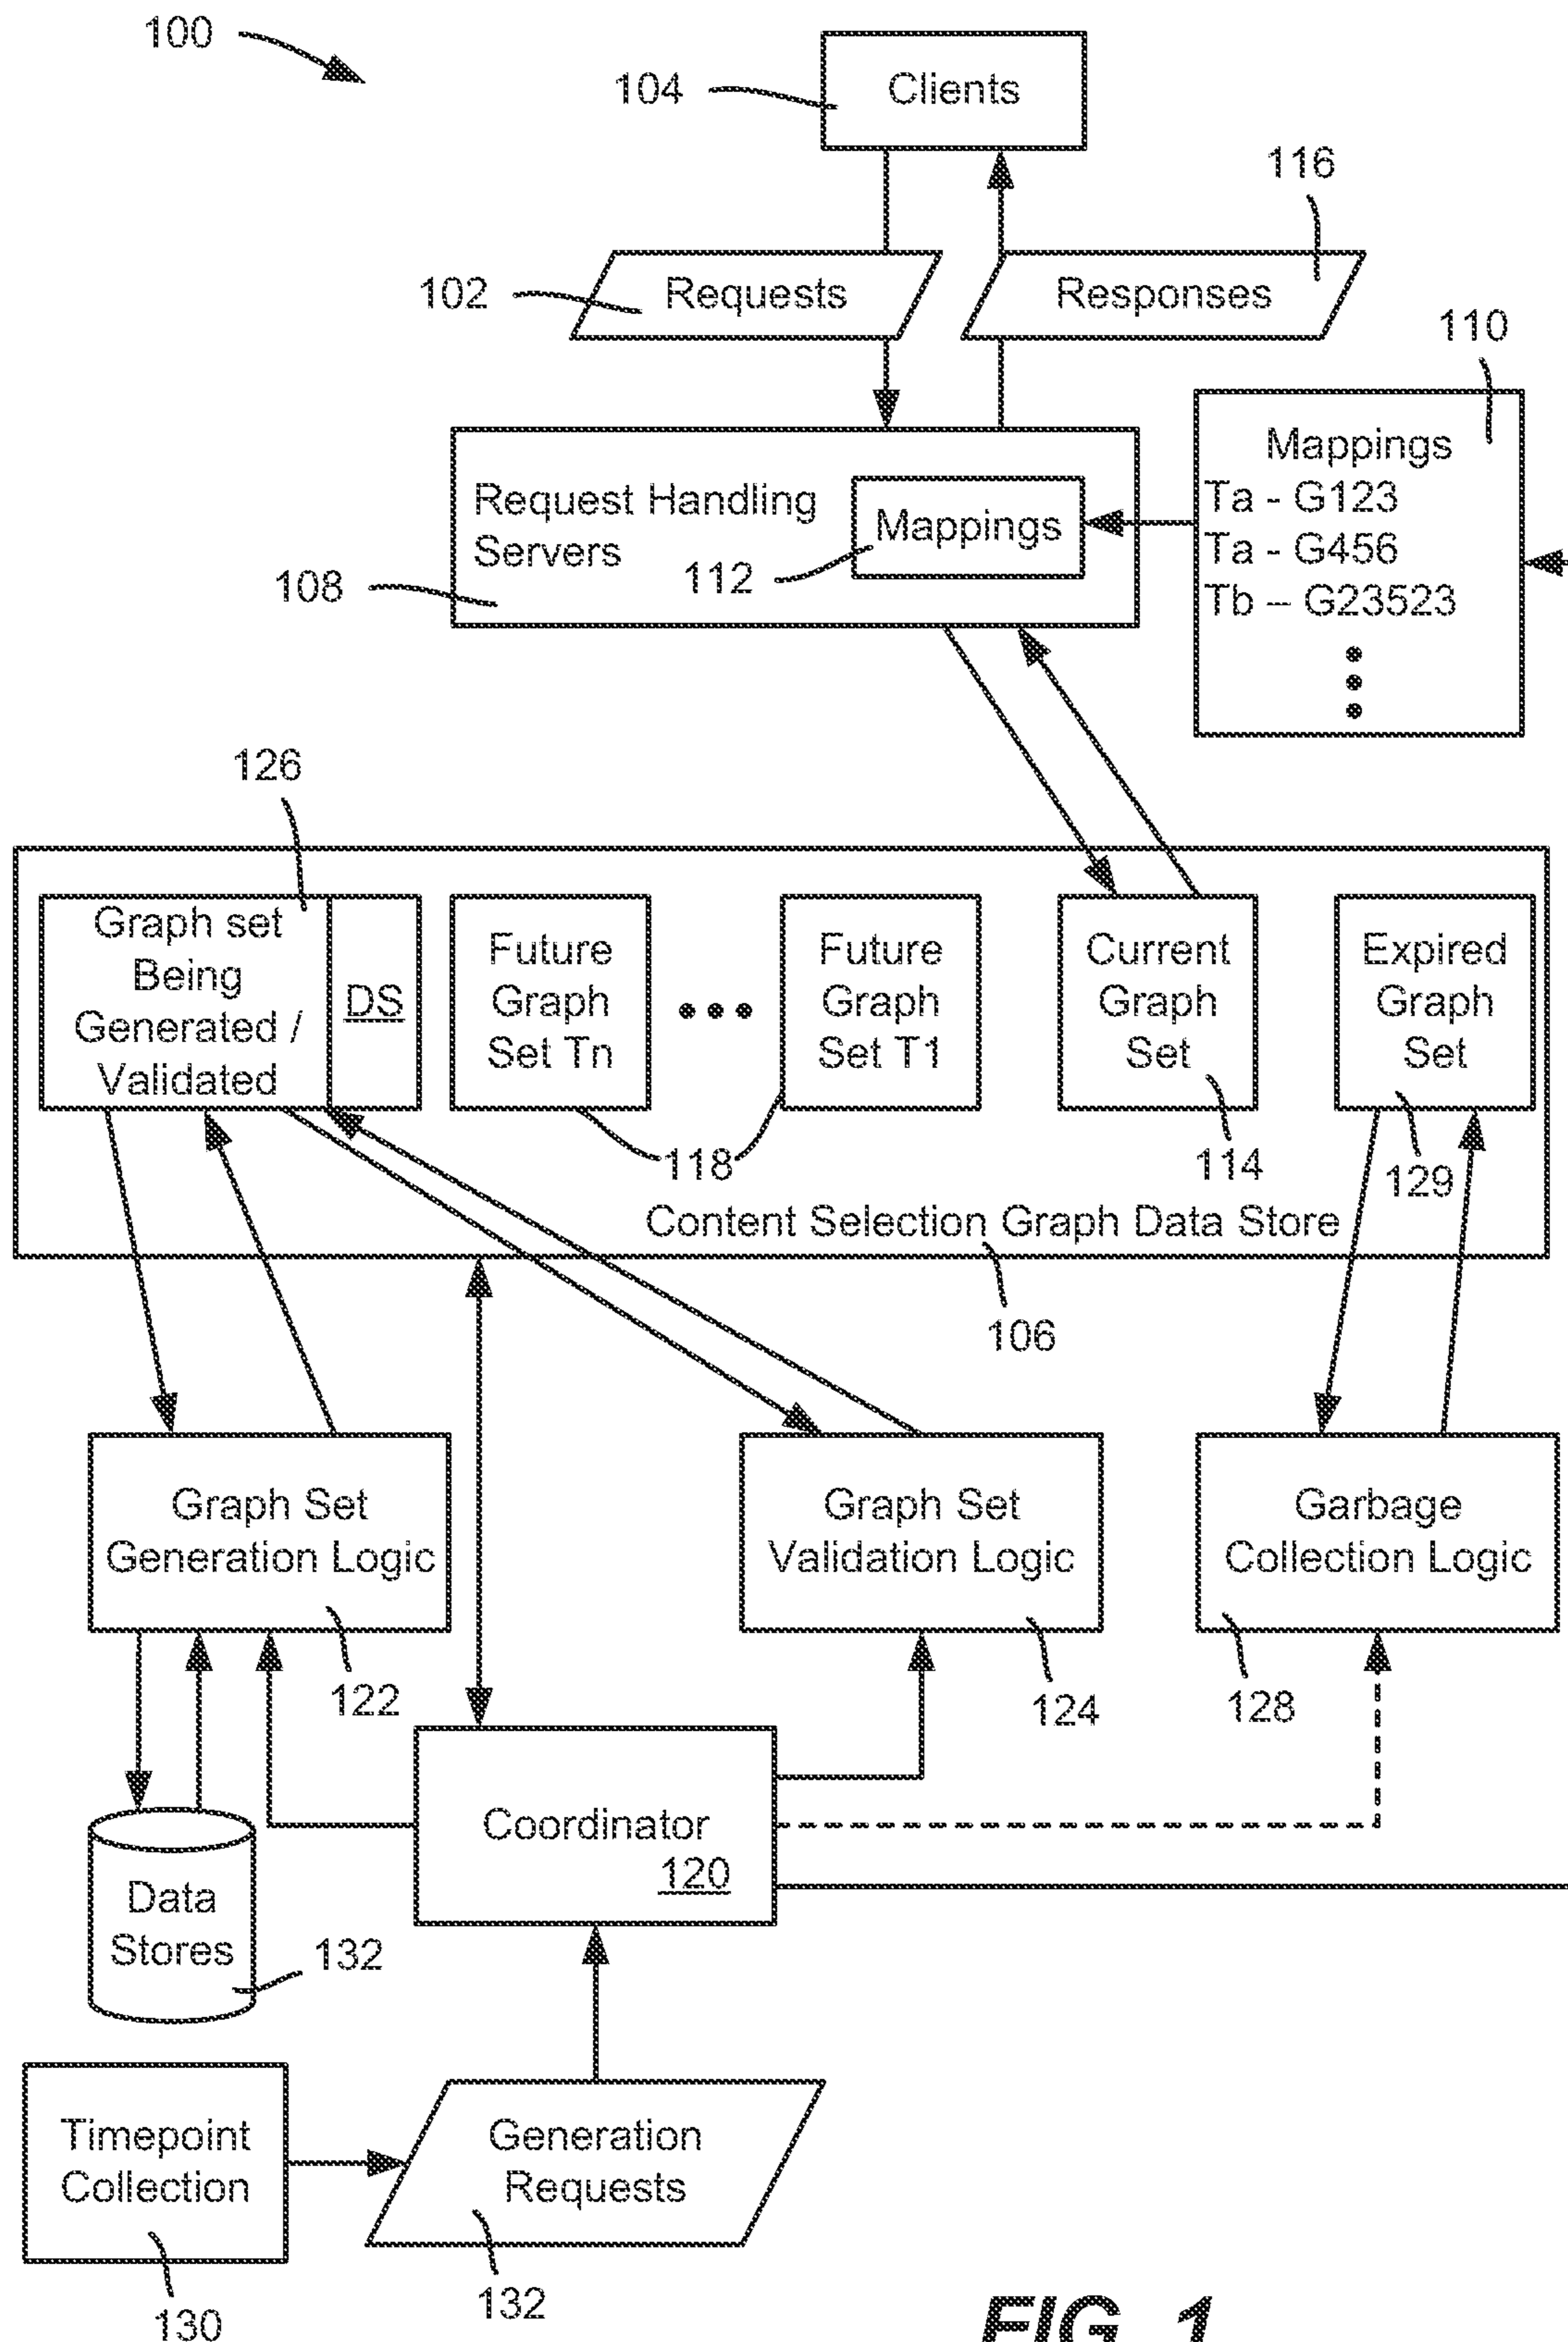 100
104
Clients
116
102
Requests
Responses
110
Mappings
Ta - G123
Ta - G456
Tb – G23523
Request Handling
Servers
Mappings
112
108
126
Graph set
Being
Generated /
Validated
DS
Future
Graph
Set Tn
Future
Graph
Set T1
Current
Graph
Set
Expired
Graph
Set
118
114
129
Content Selection Graph Data Store
106
Graph Set
Generation Logic
Graph Set
Validation Logic
Garbage
Collection Logic
122
124
128
Coordinator
120
Data
Stores
132
Timepoint
Collection
Generation
Requests
130
132
FIG. 1